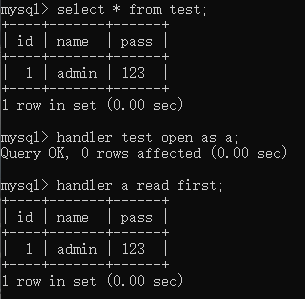 mysql> select * from test;
+----+-------+------+
| id | name  | pass |
+----+-------+------+
|  1 | admin | 123  |
+----+-------+------+
1 row in set (0.00 sec)

mysql> handler test open as a;
Query OK, 0 rows affected (0.00 sec)

mysql> handler a read first;
+----+-------+------+
| id | name  | pass |
+----+-------+------+
|  1 | admin | 123  |
+----+-------+------+
1 row in set (0.00 sec)